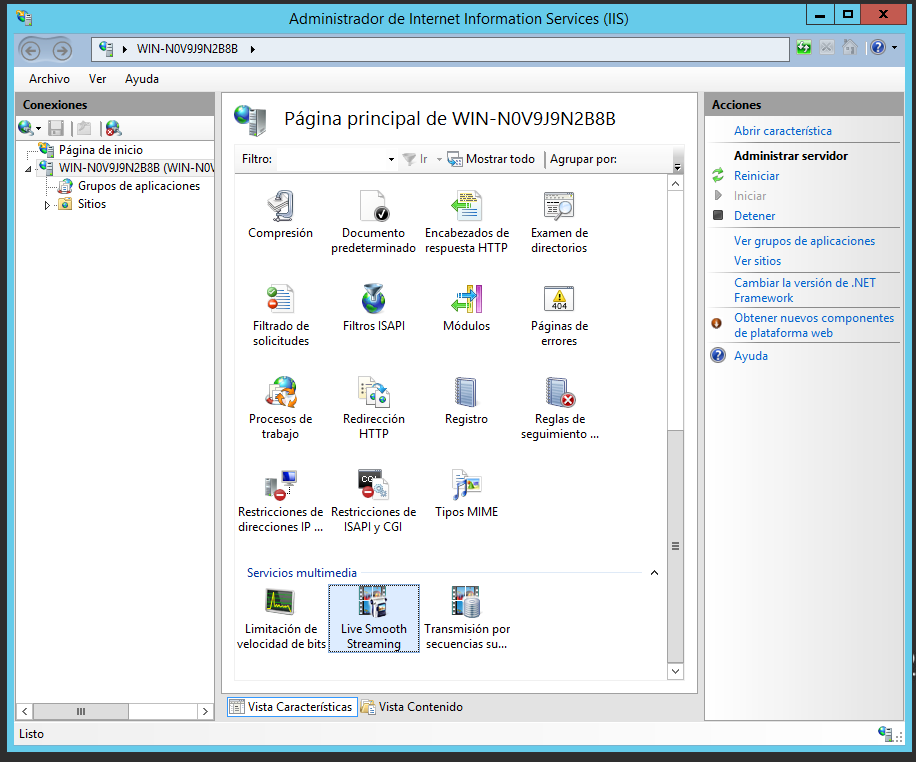 Administrador de Internet Information Services (IIS)
WIN-N0V9J9N2B8B
Archivo Ver Ayuda
Conexiones
Página de inicio
WIN-N0V9J9N2B8B (WIN-N0V
Grupos de aplicaciones
Sitios
Página principal de WIN-N0V9J9N2B8B
Filtro: Ir Mostrar todo Agrupar por:
Compresión
Documento
predeterminado
Encabezados de
respuesta HTTP
Examen de
directorios
Filtrado de
solicitudes
Filtros ISAPI
Módulos
404
Páginas de
errores
Procesos de
trabajo
Redirección
HTTP
Registro
Reglas de
seguimiento ...
Restricciones de
direcciones IP ...
CGI
Restricciones de
ISAPI y CGI
Tipos MIME
Servicios multimedia
Limitación de
velocidad de bits
Live Smooth
Streaming
Transmisión por
secuencias su...
Vista Características
Vista Contenido
Acciones
Abrir característica
Administrar servidor
Reiniciar
Iniciar
Detener
Ver grupos de aplicaciones
Ver sitios
Cambiar la versión de .NET
Framework
Obtener nuevos componentes
de plataforma web
Ayuda
Listo